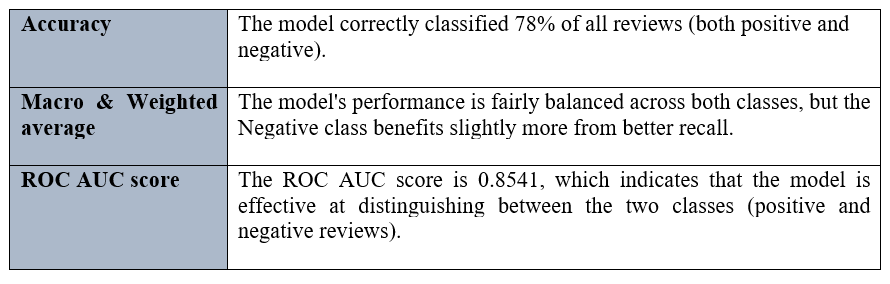 Accuracy
The model correctly classified 78% of all reviews (both positive and
negative).
Macro & Weighted
average
The model's performance is fairly balanced across both classes, but the
Negative class benefits slightly more from better recall.
ROC AUC score
The ROC AUC score is 0.8541, which indicates that the model is
effective at distinguishing between the two classes (positive and
negative reviews).